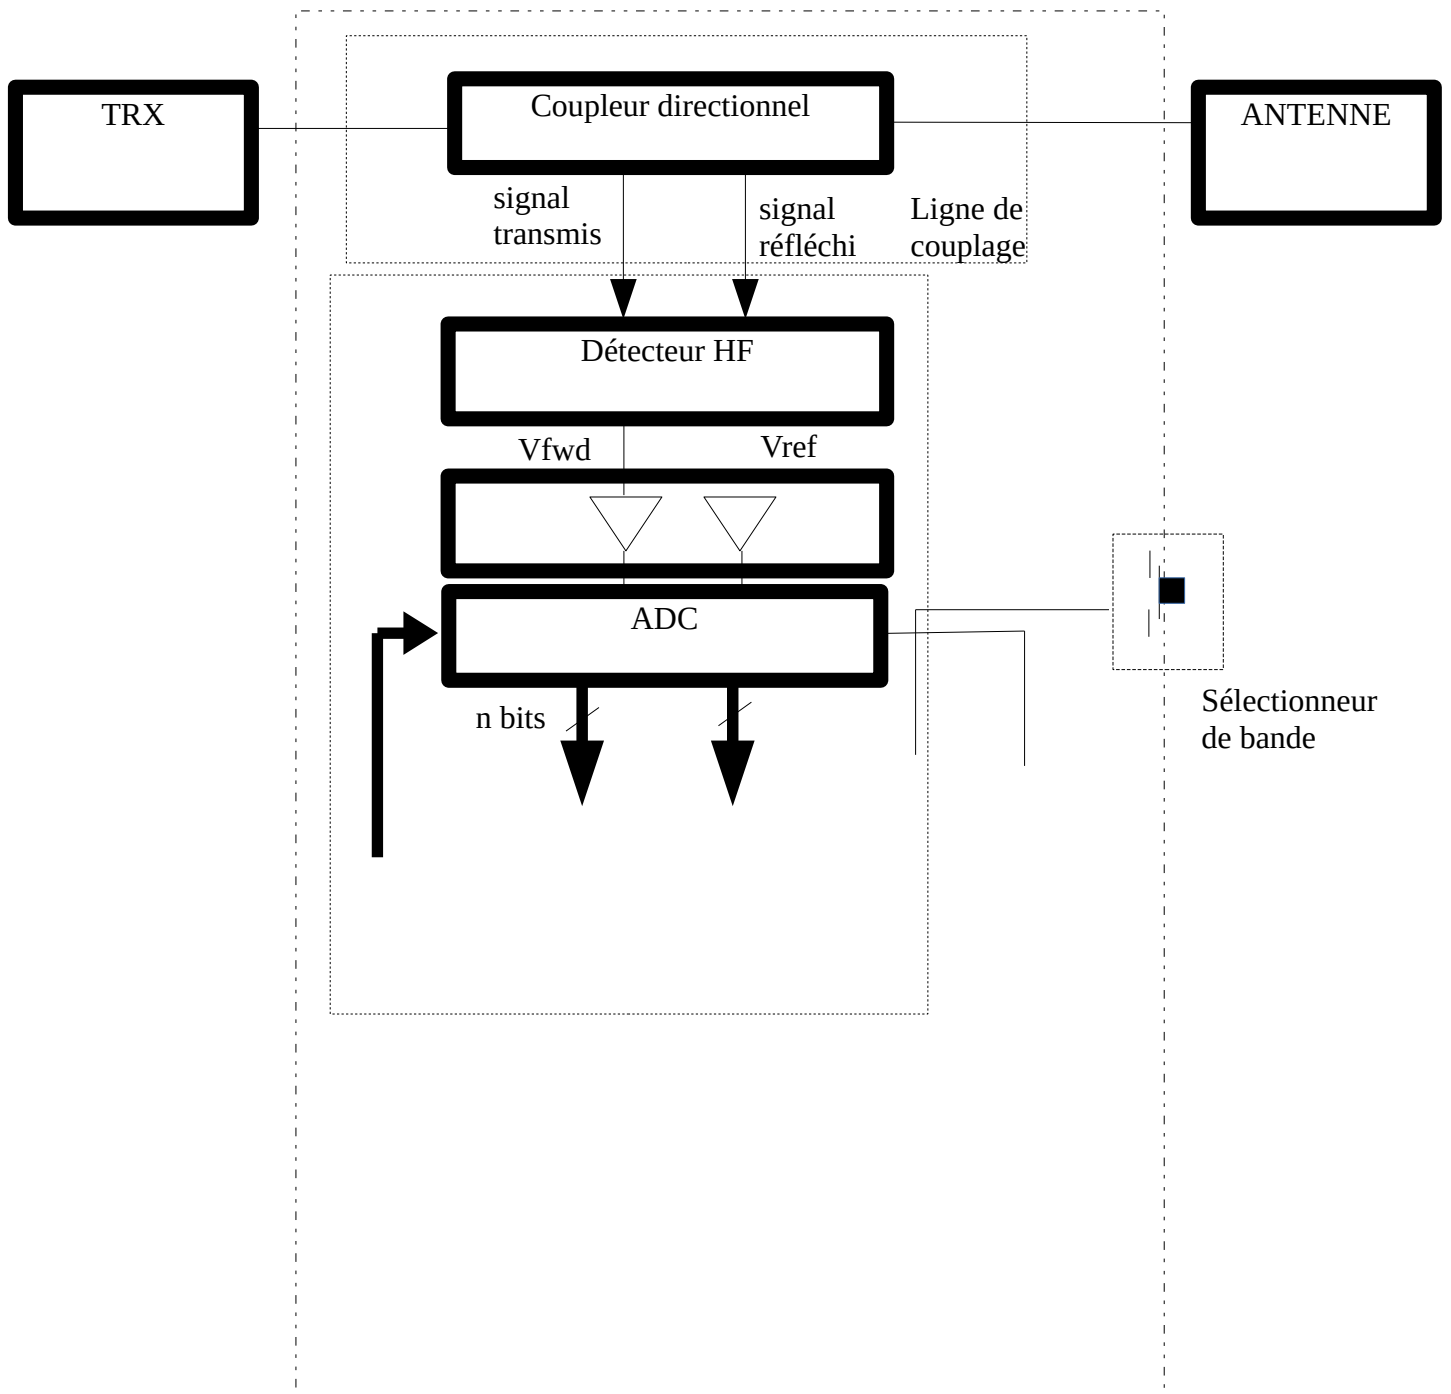 TRX
Coupleur directionnel
ANTENNE
signal
transmis
signal
réfléchi
Ligne de
couplage
Détecteur HF
Vfwd
Vref
ADC
n bits
Sélectionneur
de bande